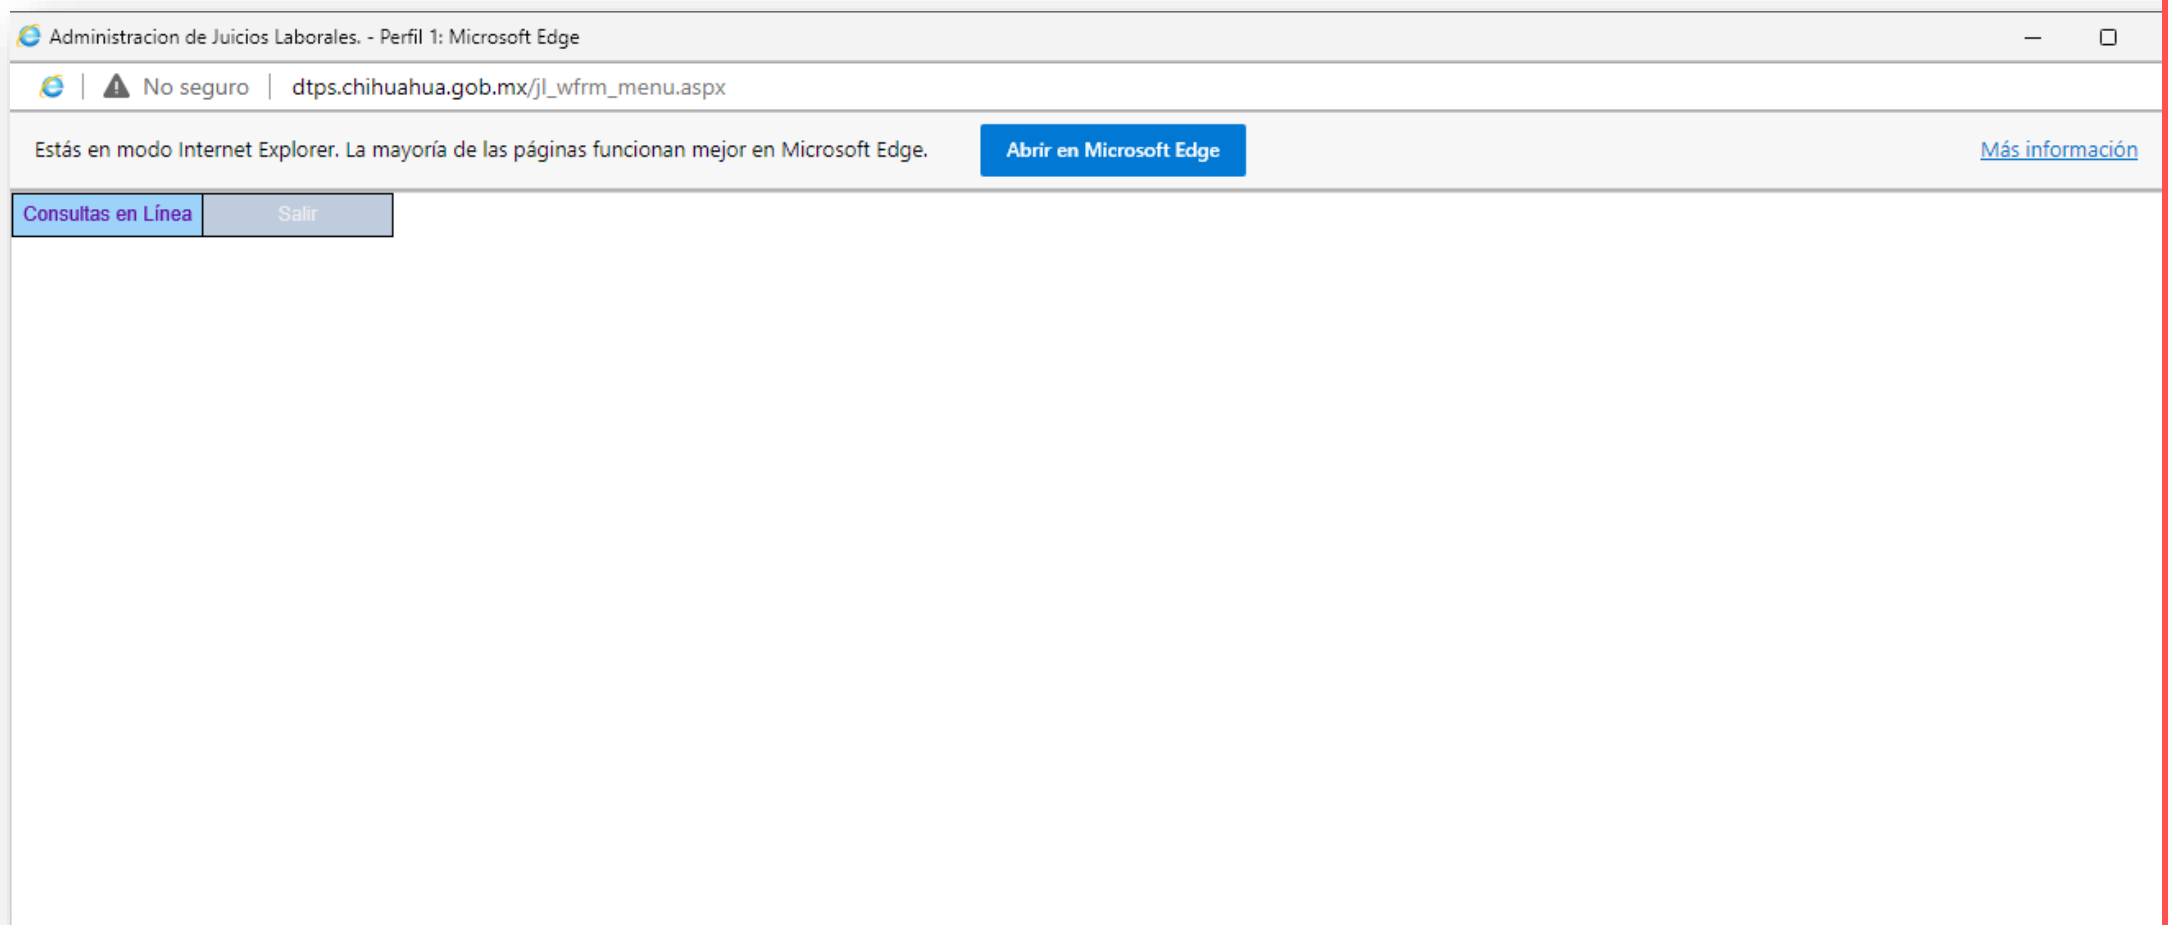 Administracion de Juicios Laborales. - Perfil 1: Microsoft Edge
No seguro dtps.chihuahua.gob.mx/jl_wfrm_menu.aspx
Estás en modo Internet Explorer. La mayoría de las páginas funcionan mejor en Microsoft Edge. Abrir en Microsoft Edge Más información
Consultas en Línea Salir